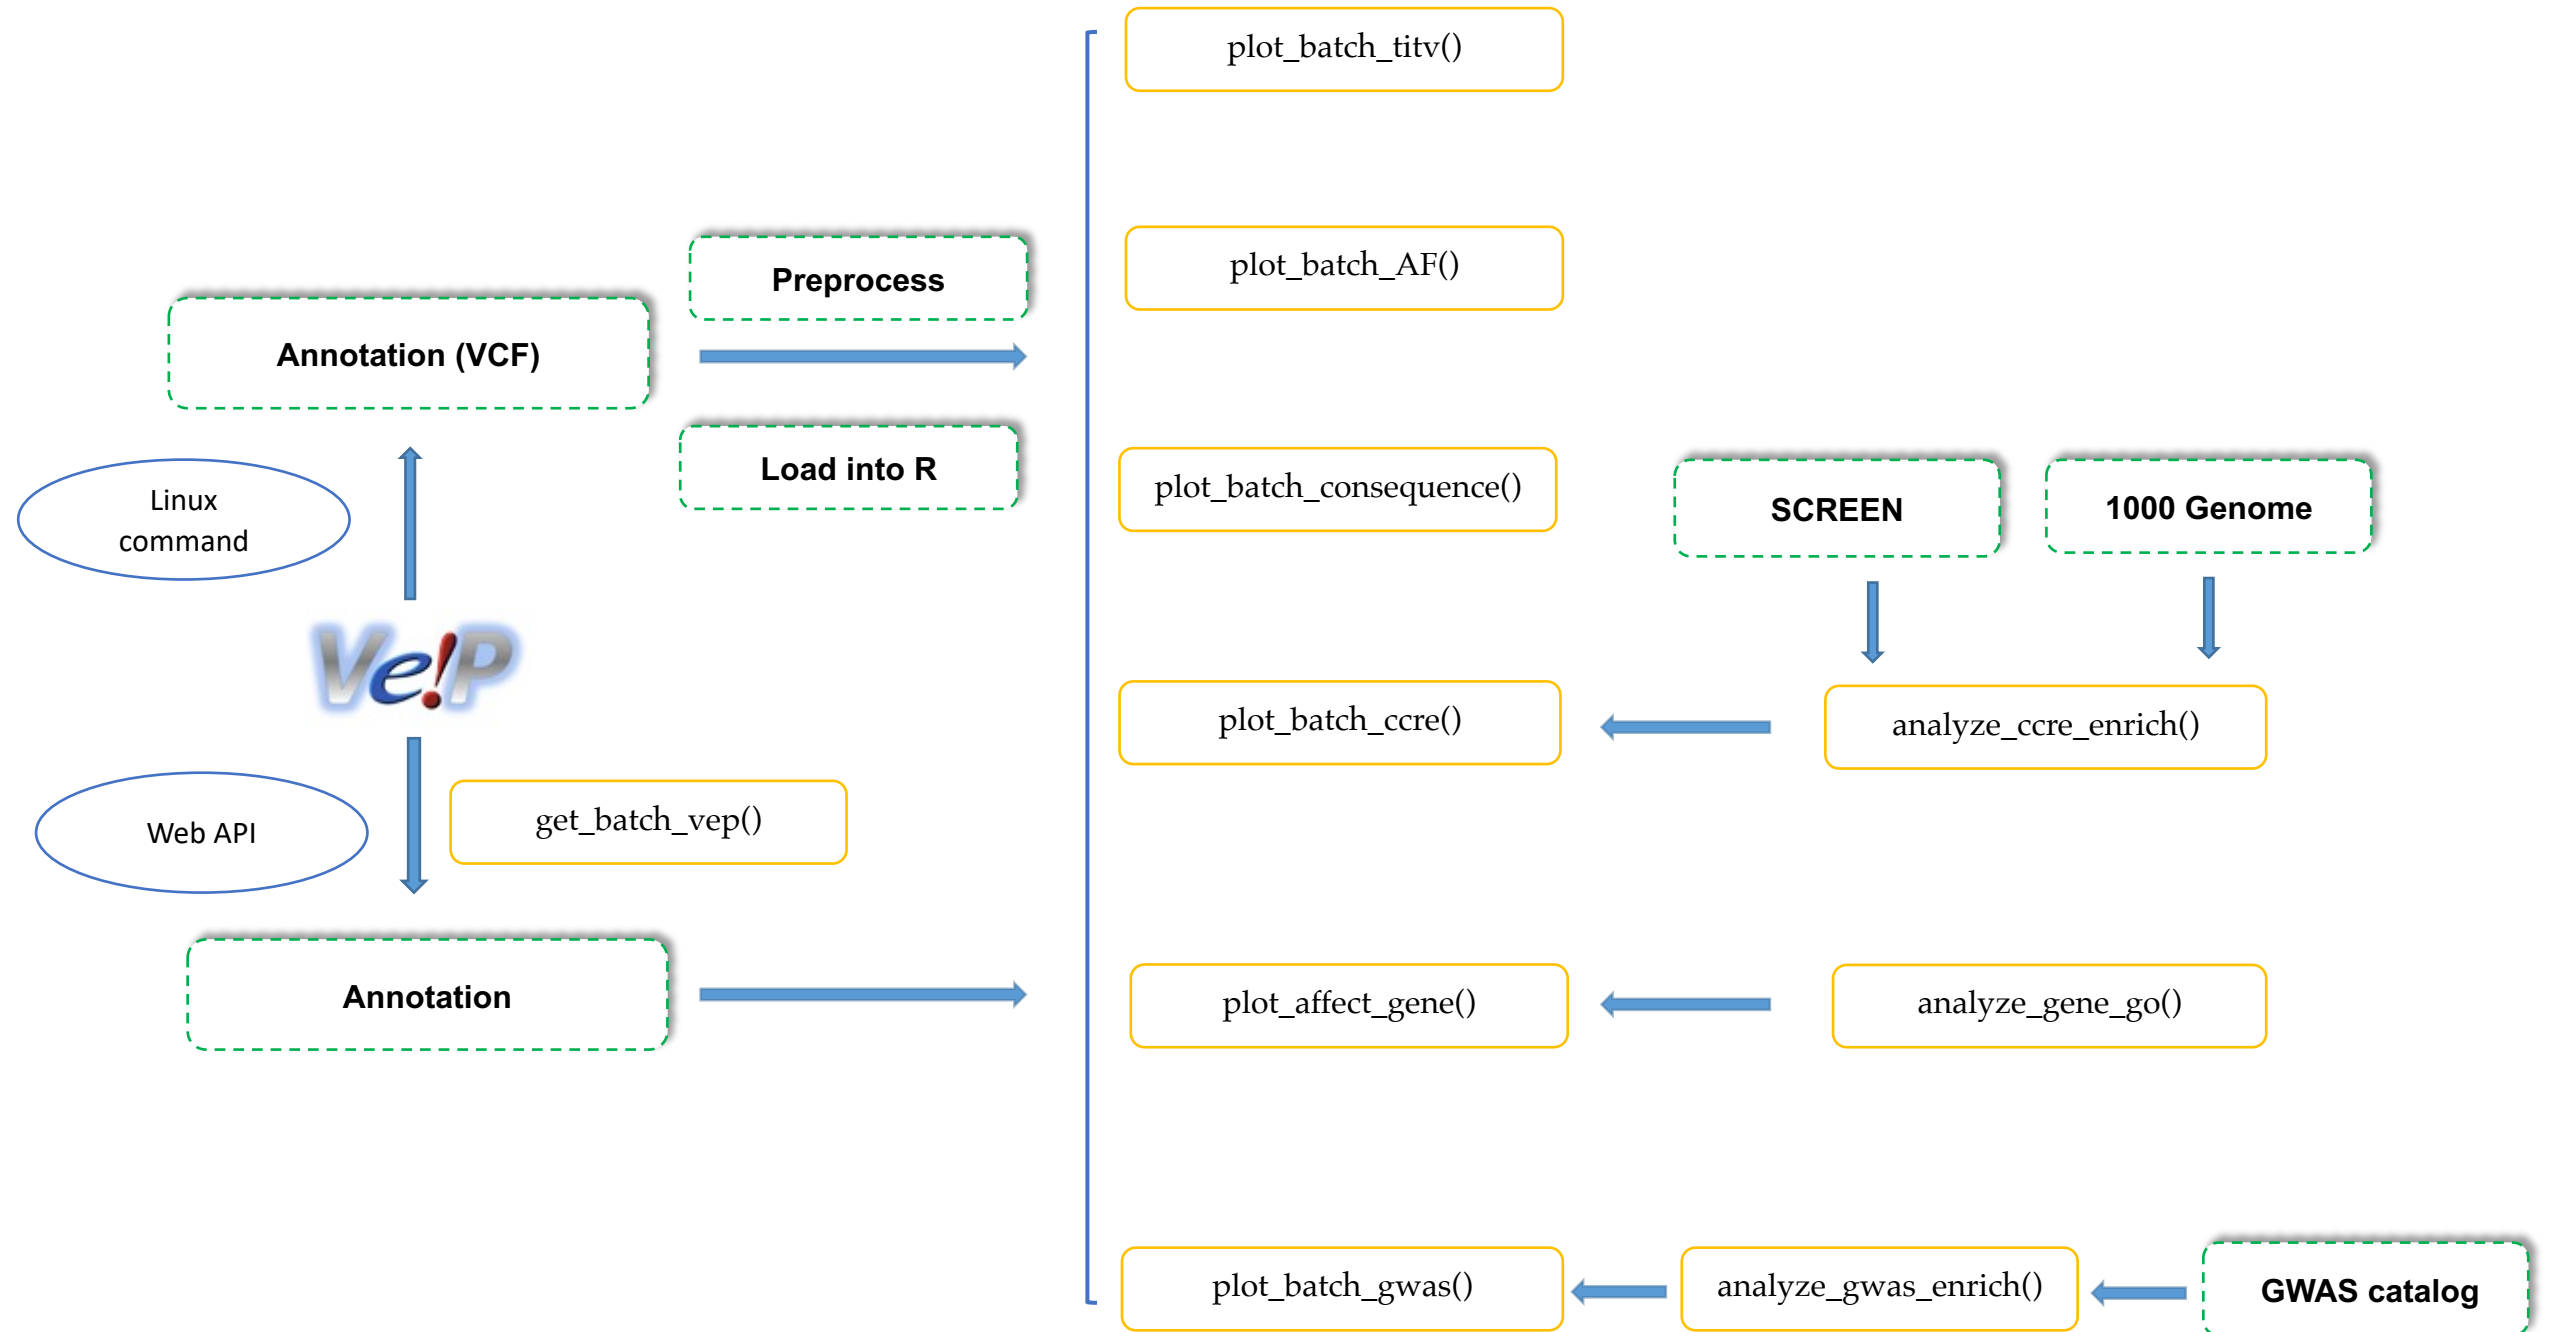 plot_batch_titv()
plot_batch_AF()
Preprocess
Annotation (VCF)
Load into R
plot_batch_consequence()
SCREEN
1000 Genome
Linux
command
Ve!P
plot_batch_ccre()
analyze_ccre_enrich()
Web API
get_batch_vep()
Annotation
plot_affect_gene()
analyze_gene_go()
plot_batch_gwas()
analyze_gwas_enrich()
GWAS catalog